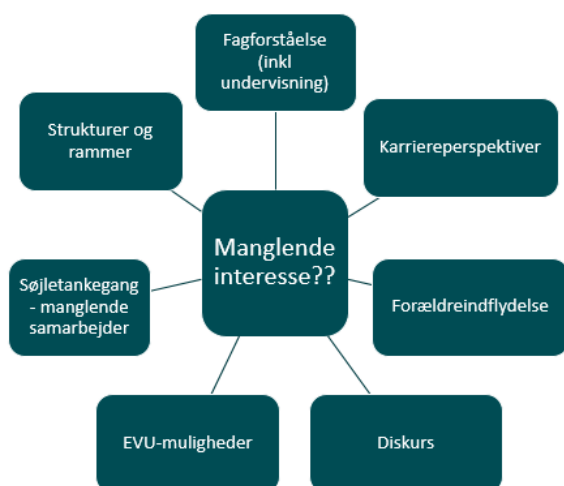 Fagforståelse
(inkl
undervisning)
Strukturer og
rammer
Karriereperspektiver
Manglende
interesse??
Søjletankegang
- manglende
samarbejder
Forældreindflydelse
EVU-muligheder
Diskurs